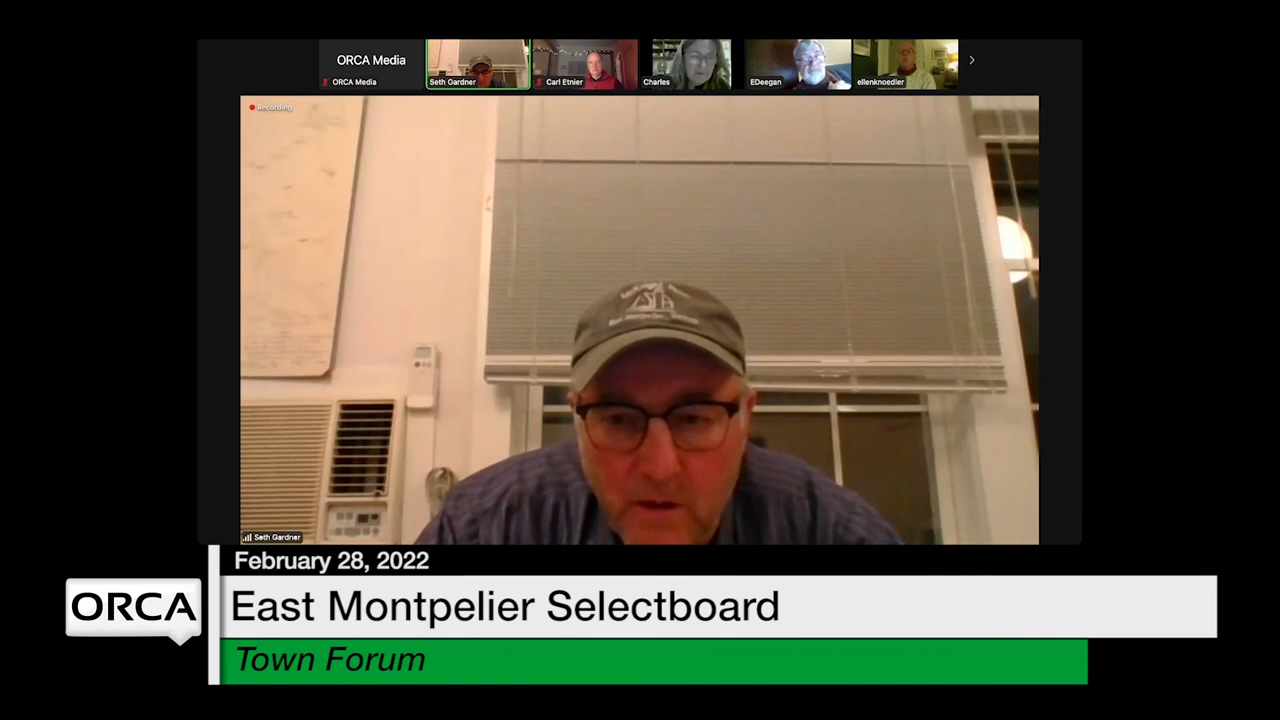 ORCA Media
ORCA Media
Seth Gardner
Carl Etnier
Charles
EDeegan
ellenknoedler
Recording
Seth Gardner
February 28, 2022
ORCA
East Montpelier Selectboard
Town Forum